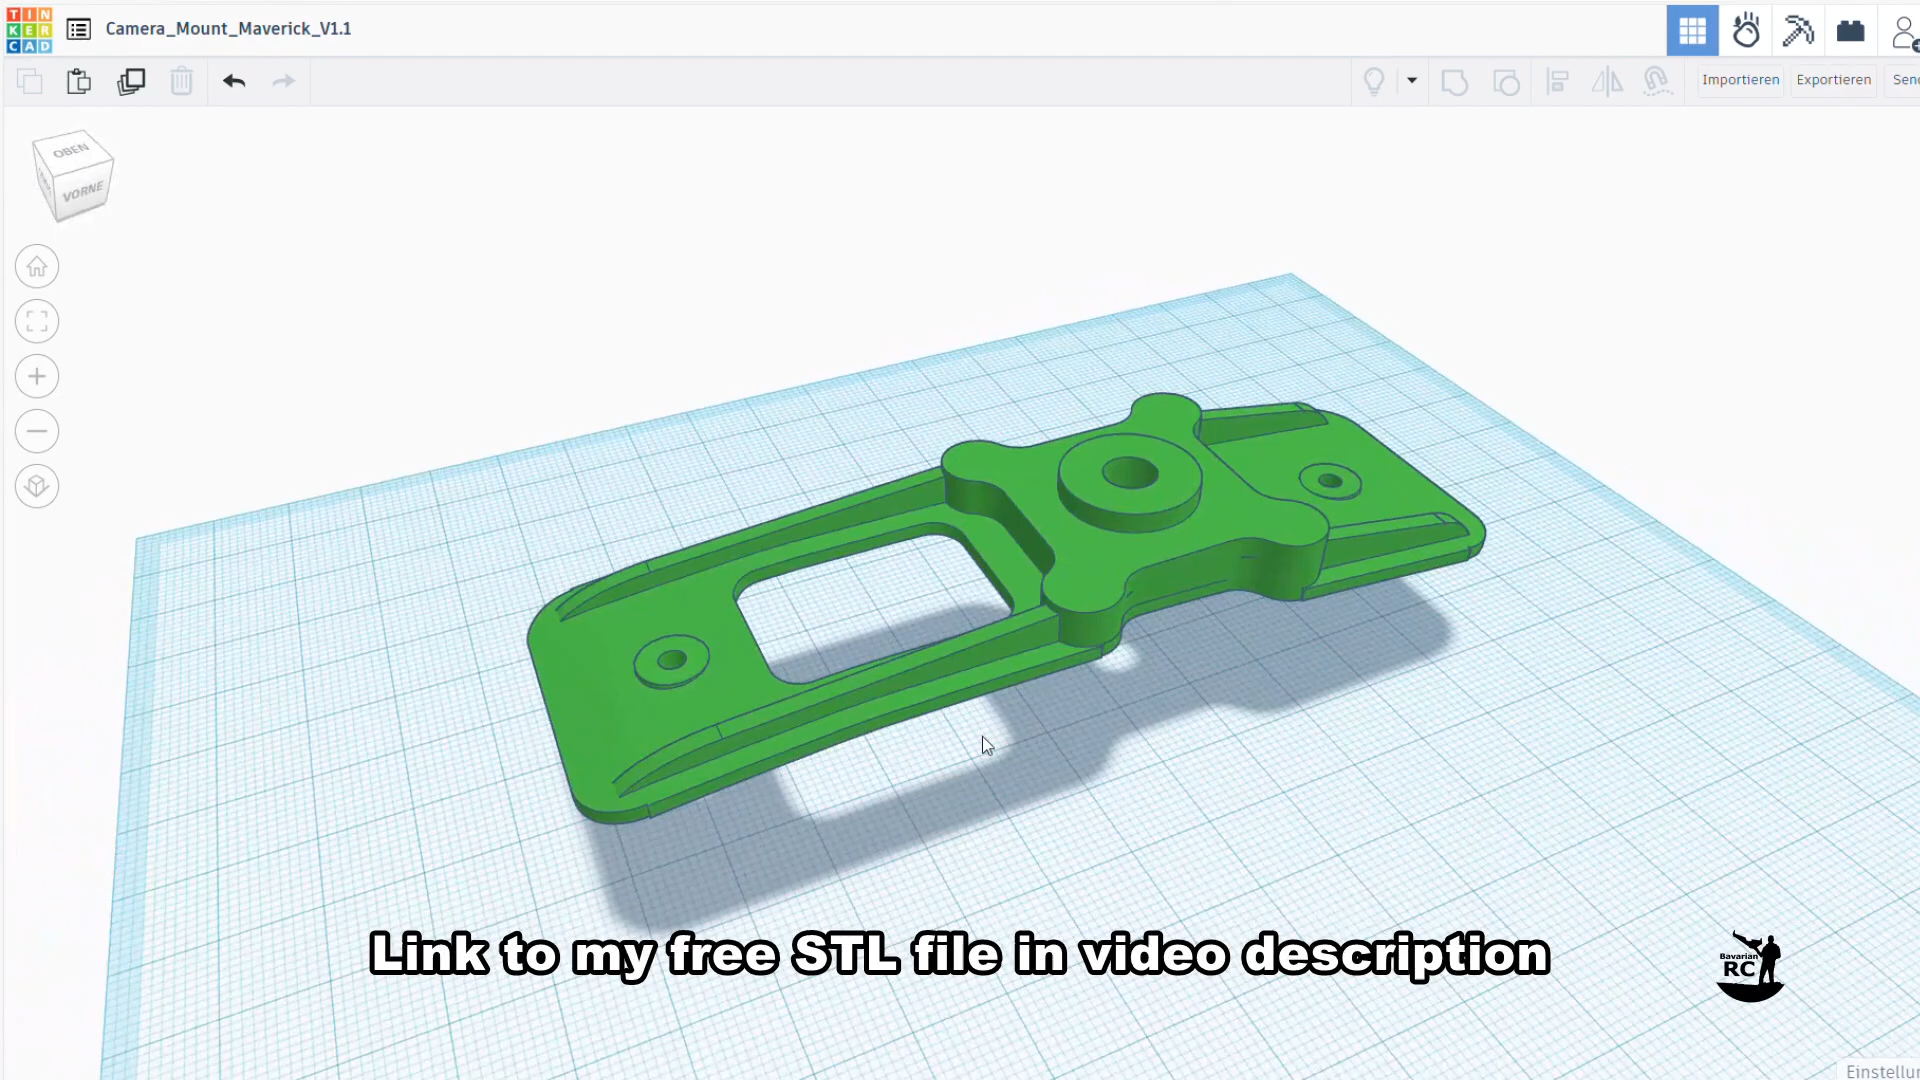 TIN
KER
CAD
Camera_Mount_Maverick_V1.1
Importieren
Exportieren
OBEN
VORNE
Link to my free STL file in video description
Bavarian
RC